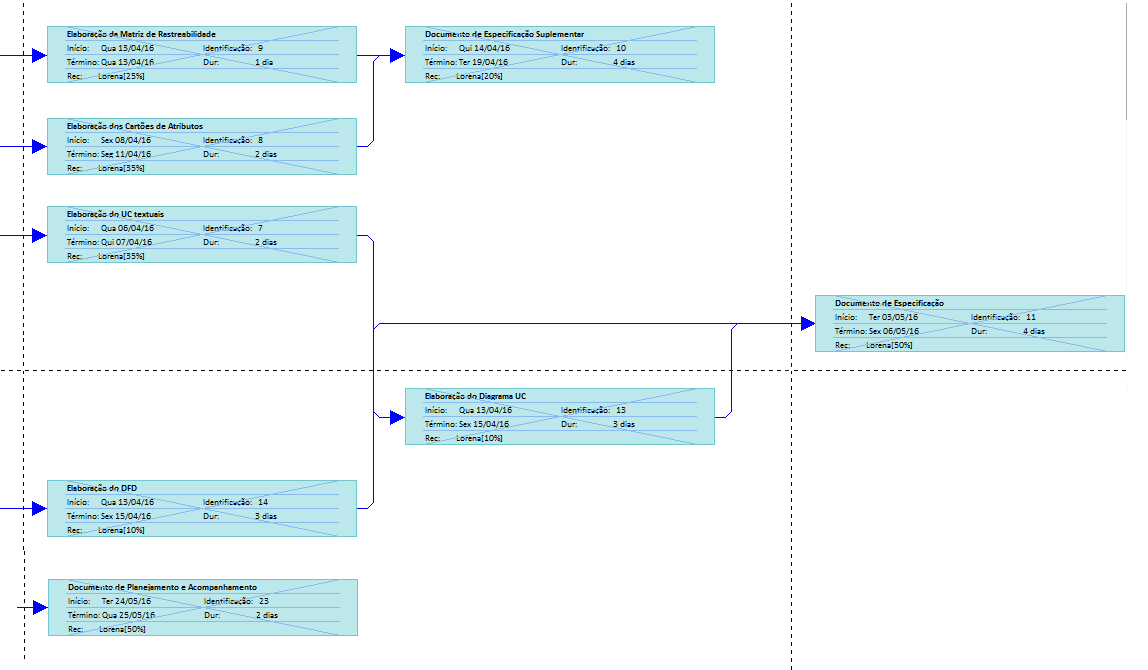 Elaboração da Matriz de Rastreabilidade
Início: Qua 13/04/16 Identificação: 9
Término: Qua 13/04/16 Dur: 1 dia
Rec: Lorena[25%]
Documento de Especificação Suplementar
Início: Qui 14/04/16 Identificação: 10
Término: Ter 19/04/16 Dur: 4 dias
Rec: Lorena[20%]
Elaboração dos Cartões de Atributos
Início: Sex 08/04/16 Identificação: 8
Término: Seg 11/04/16 Dur: 2 dias
Rec: Lorena[35%]
Elaboração do UC textuais
Início: Qua 06/04/16 Identificação: 7
Término: Qui 07/04/16 Dur: 2 dias
Rec: Lorena[35%]
Documento de Especificação
Início: Ter 03/05/16 Identificação: 11
Término: Sex 06/05/16 Dur: 4 dias
Rec: Lorena[50%]
Elaboração do Diagrama UC
Início: Qua 13/04/16 Identificação: 13
Término: Sex 15/04/16 Dur: 3 dias
Rec: Lorena[10%]
Elaboração do DFD
Início: Qua 13/04/16 Identificação: 14
Término: Sex 15/04/16 Dur: 3 dias
Rec: Lorena[10%]
Documento de Planejamento e Acompanhamento
Início: Ter 24/05/16 Identificação: 23
Término: Qua 25/05/16 Dur: 2 dias
Rec: Lorena[50%]